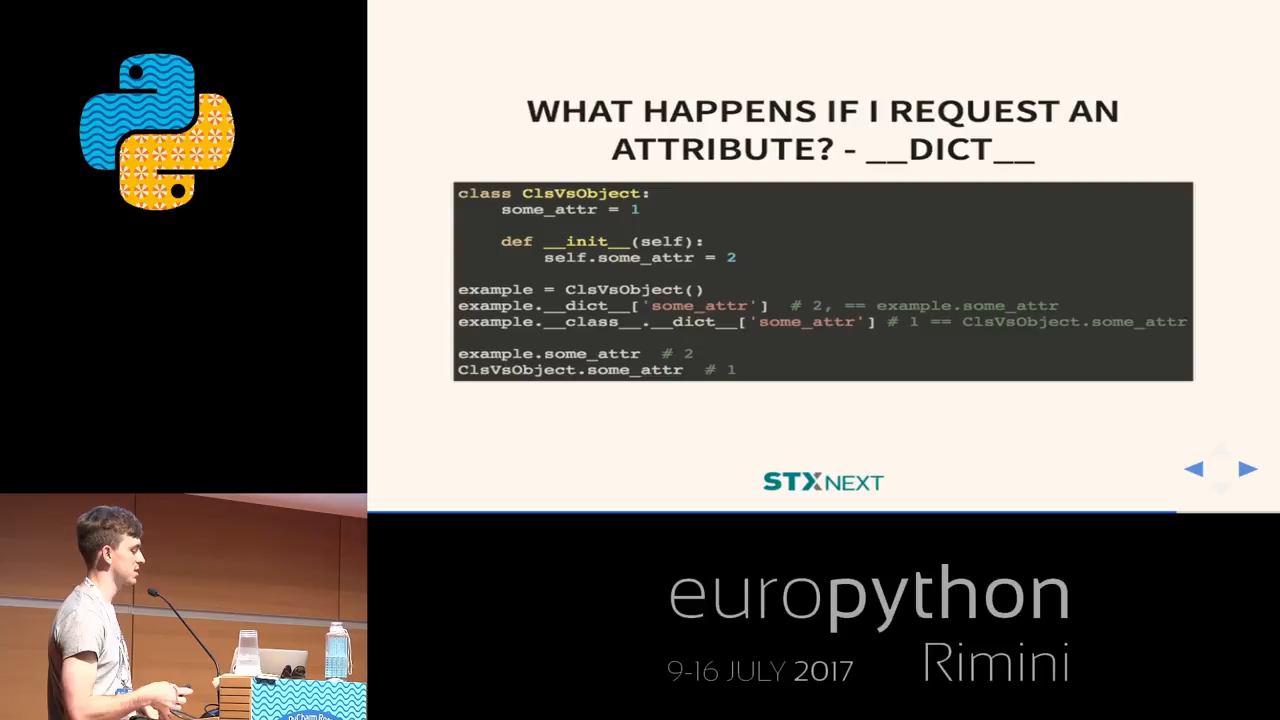 WHAT HAPPENS IF I REQUEST AN
ATTRIBUTE? - __DICT__
class ClsVsObject:
    some_attr = 1
    def __init__(self):
        self.some_attr = 2
example = ClsVsObject()
example.__dict__['some_attr']  # 2, == example.some_attr
example.__class__.__dict__['some_attr'] # 1 == ClsVsObject.some_attr
example.some_attr  # 2
ClsVsObject.some_attr  # 1
STXNEXT
europython
Rimini
9-16 JULY 2017
PyCharm